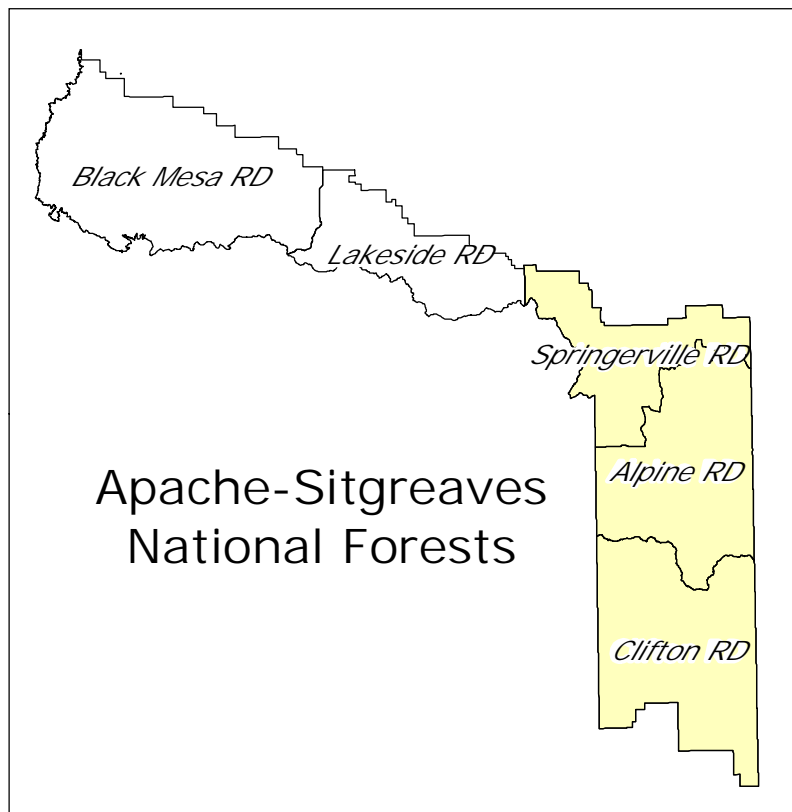 Black Mesa RD
Lakeside RD
Springerville RD
Alpine RD
Apache-Sitgreaves
National Forests
Clifton RD